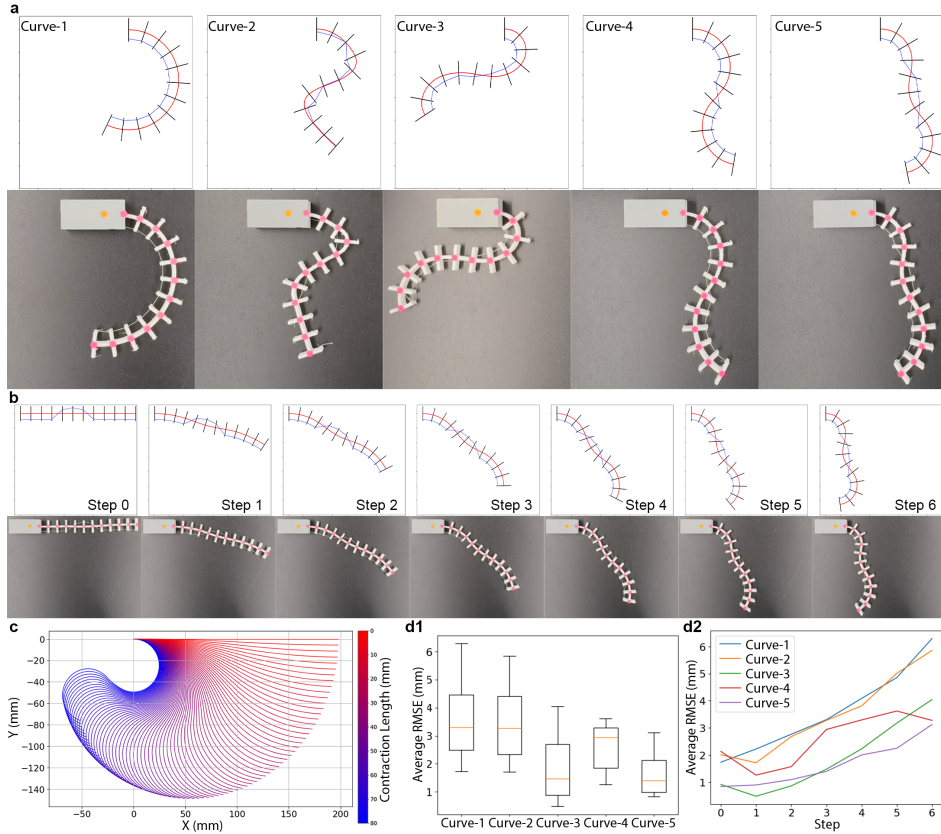 a
Curve-1
Curve-2
Curve-3
Curve-4
Curve-5
b
Step 0
Step 1
Step 2
Step 3
Step 4
Step 5
Step 6
c
Y (mm)
0
−20
−40
−60
−80
−100
−120
−140
−50
0
50
100
150
200
X (mm)
0
10
20
30
40
50
60
70
80
Contraction Length (mm)
d1
Average RMSE (mm)
6
5
4
3
2
1
Curve-1 Curve-2 Curve-3 Curve-4 Curve-5
d2
Average RMSE (mm)
6
5
4
3
2
1
Curve-1
Curve-2
Curve-3
Curve-4
Curve-5
0 1 2 3 4 5 6
Step